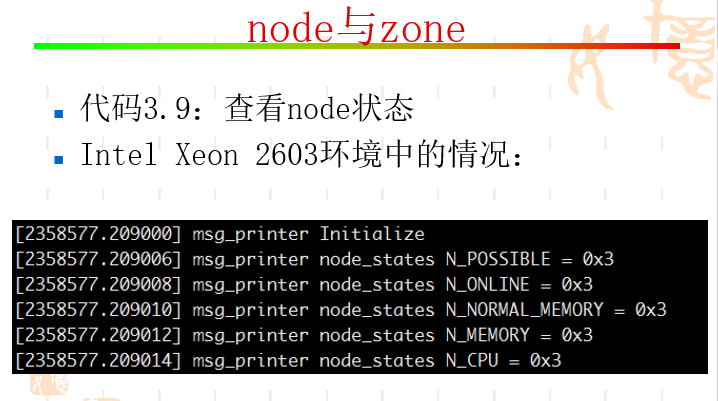 node与zone
代码3.9：查看node状态
Intel Xeon 2603环境中的情况：
[2358577.209000] msg_printer Initialize
[2358577.209006] msg_printer node_states N_POSSIBLE = 0x3
[2358577.209008] msg_printer node_states N_ONLINE = 0x3
[2358577.209010] msg_printer node_states N_NORMAL_MEMORY = 0x3
[2358577.209012] msg_printer node_states N_MEMORY = 0x3
[2358577.209014] msg_printer node_states N_CPU = 0x3